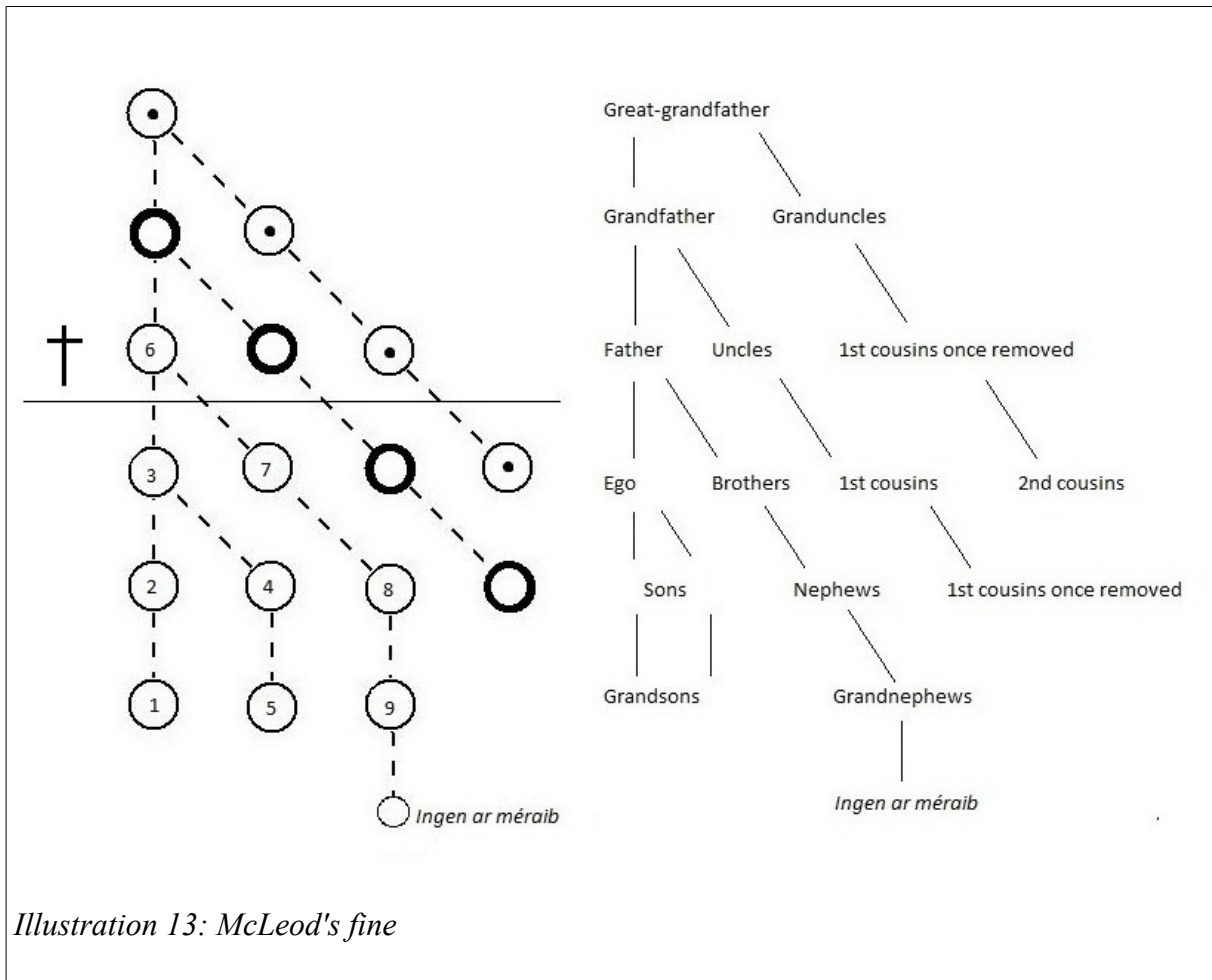 Great-grandfather
Grandfather Granduncles
6 Father Uncles 1st cousins once removed
3 7 Ego Brothers 1st cousins 2nd cousins
2 4 8 Sons Nephews 1st cousins once removed
1 5 9 Grandsons Grandnephews
Ingen ar méraib Ingen ar méraib
Illustration 13: McLeod's fine